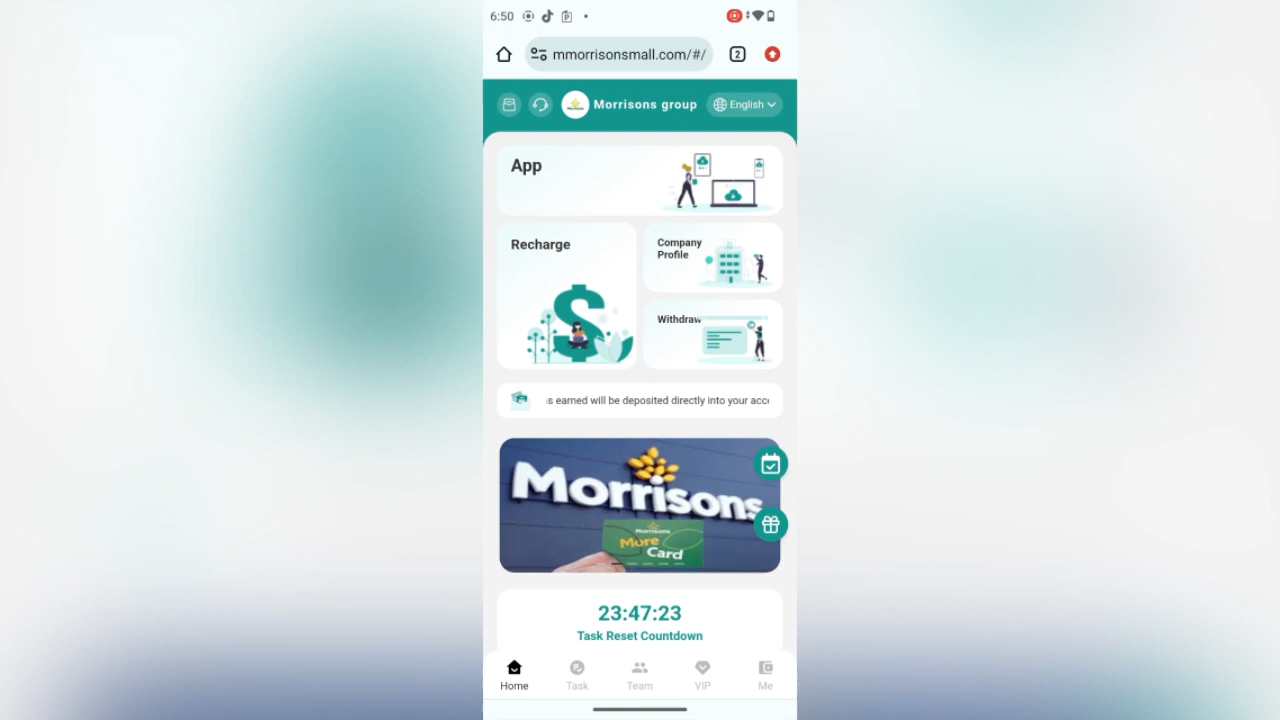 6:50
mmorrisonsmall.com/#/
2
Morrisons group
English
App
Recharge
Company
Profile
Withdraw
s earned will be deposited directly into your acc
Morrisons
Morrisons
More
Card
23:47:23
Task Reset Countdown
Home
Task
Team
VIP
Me